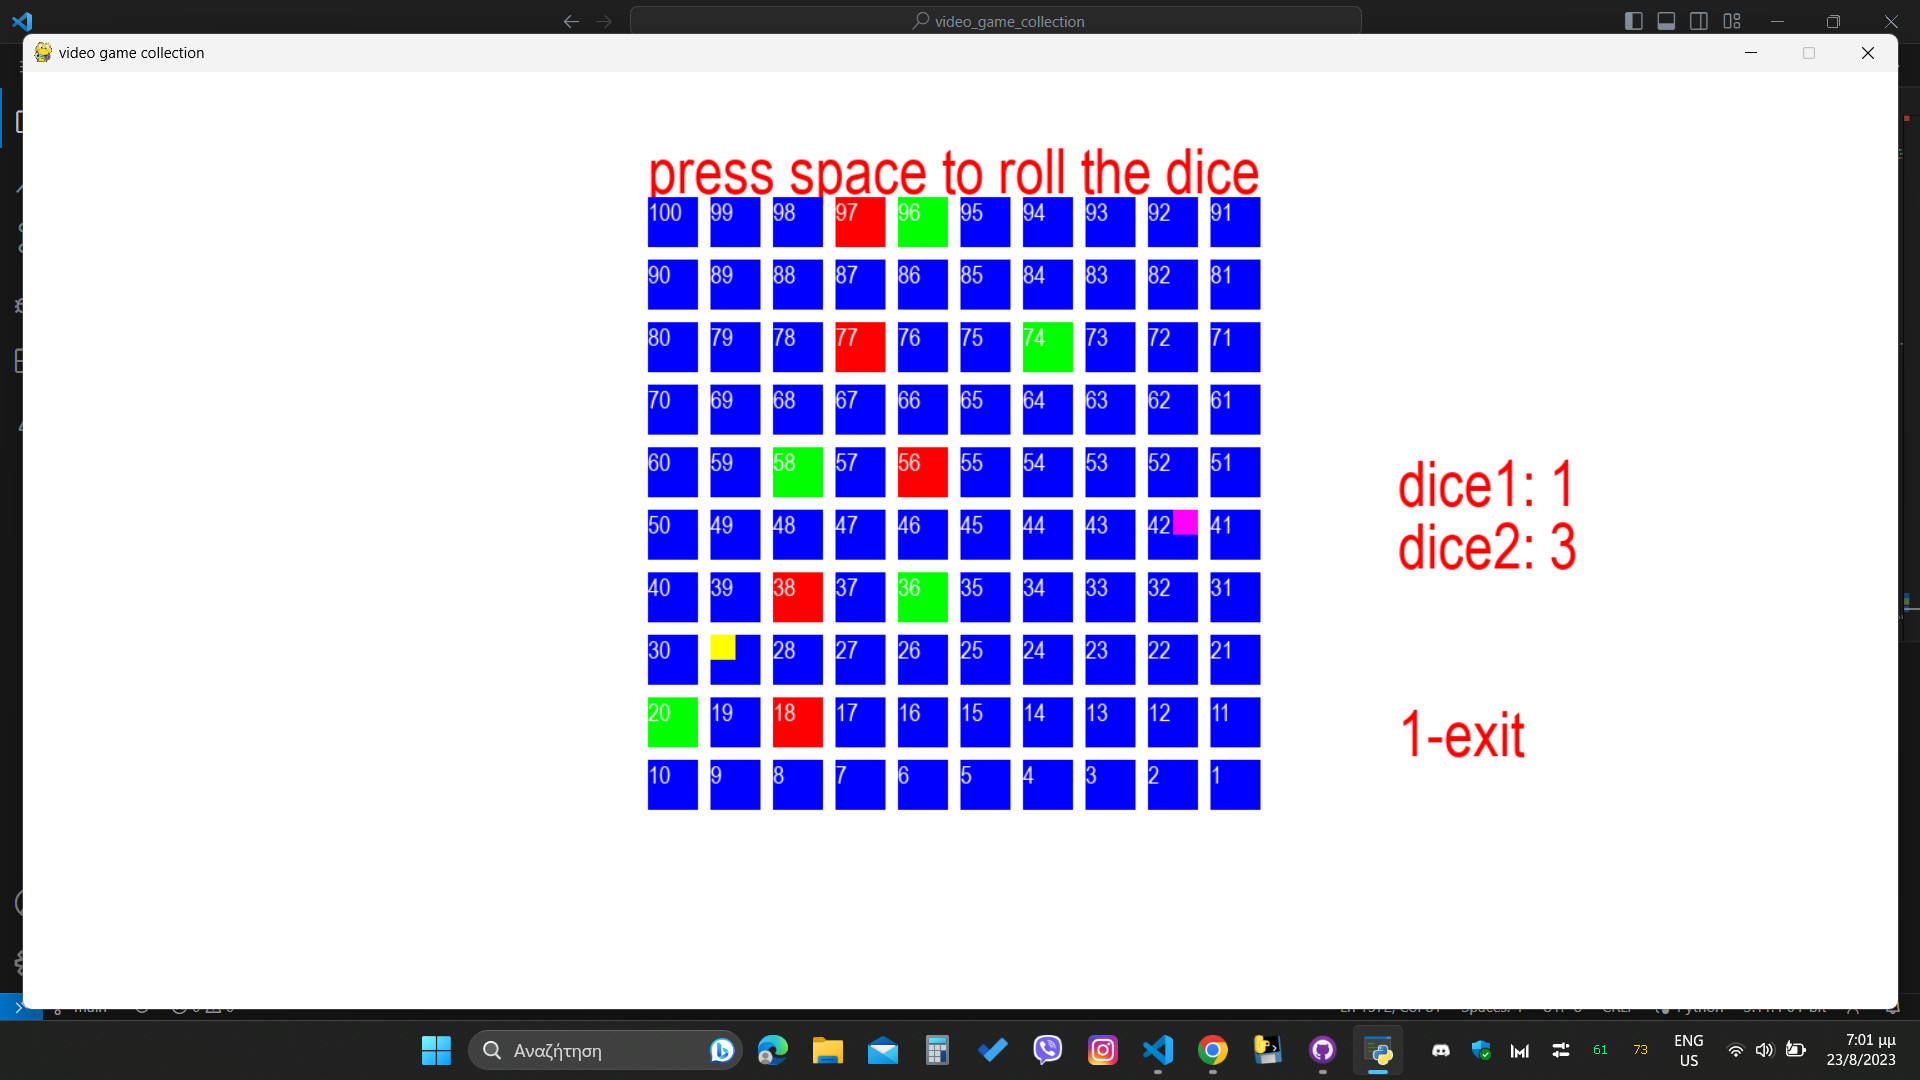 video_game_collection
video game collection
press space to roll the dice
100 99 98 97 96 95 94 93 92 91
90 89 88 87 86 85 84 83 82 81
80 79 78 77 76 75 74 73 72 71
70 69 68 67 66 65 64 63 62 61
60 59 58 57 56 55 54 53 52 51
dice1: 1
50 49 48 47 46 45 44 43 42 41
dice2: 3
40 39 38 37 36 35 34 33 32 31
30 28 27 26 25 24 23 22 21
20 19 18 17 16 15 14 13 12 11
1-exit
10 9 8 7 6 5 4 3 2 1
Αναζήτηση
61
73
ENG
US
7:01 μμ
23/8/2023